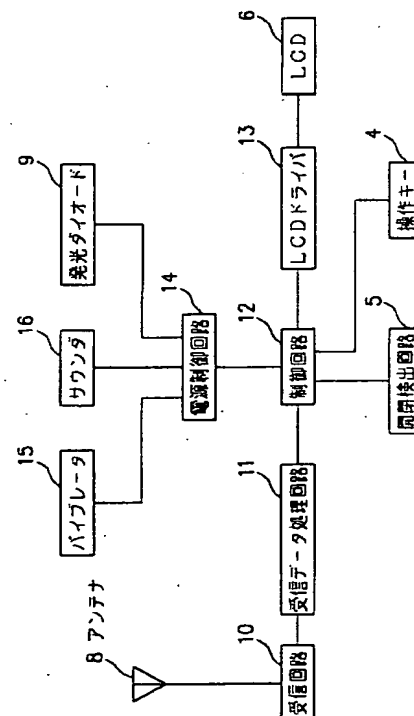 8 アンテナ
15
バイブレータ
16
サウンダ
9
発光ダイオード
14
電源制御回路
10
受信回路
11
受信データ処理回路
12
制御回路
13
LCDドライバ
6
LCD
5
開閉検出回路
4
操作キー